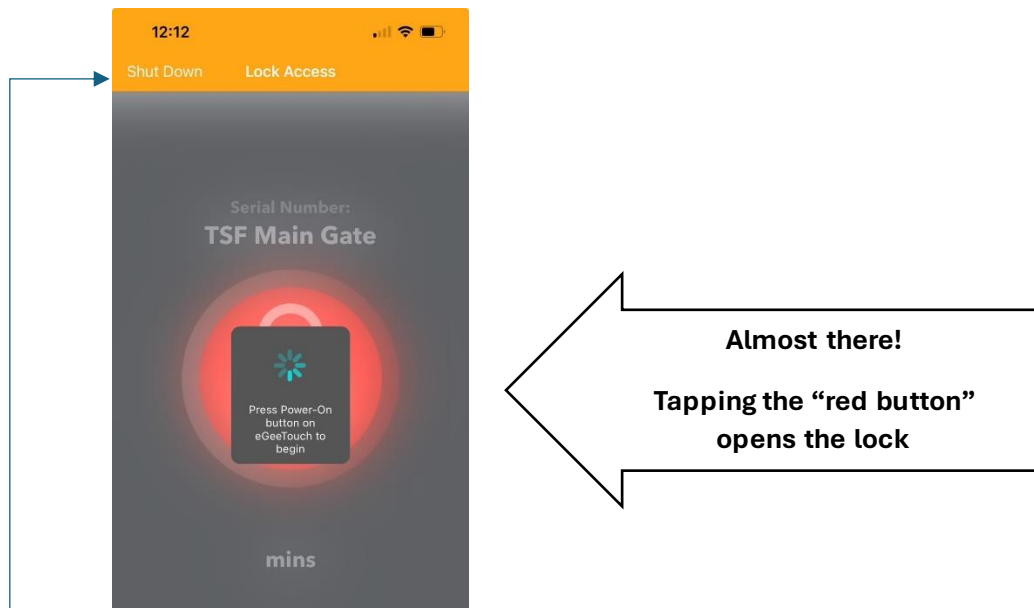 12:12
Shut Down Lock Access
Serial Number:
TSF Main Gate
Press Power-On
button on
eGeeTouch to
begin
mins
Almost there!
Tapping the “red button”
opens the lock